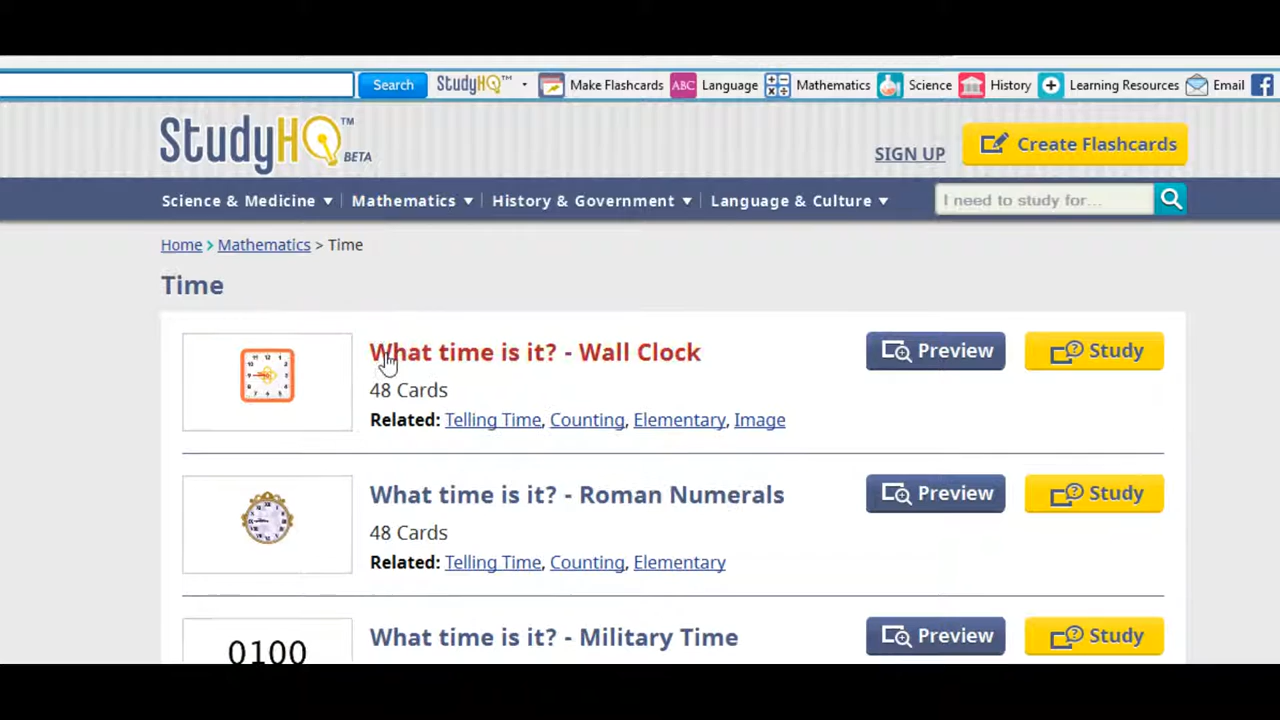 Search StudyHQ™ Make Flashcards ABC Language Mathematics Science History Learning Resources Email
StudyHQ™ BETA
SIGN UP Create Flashcards
Science & Medicine Mathematics History & Government Language & Culture I need to study for...
Home > Mathematics > Time
Time
What time is it? - Wall Clock Preview Study
48 Cards
Related: Telling Time, Counting, Elementary, Image
What time is it? - Roman Numerals Preview Study
48 Cards
Related: Telling Time, Counting, Elementary
0100 What time is it? - Military Time Preview Study